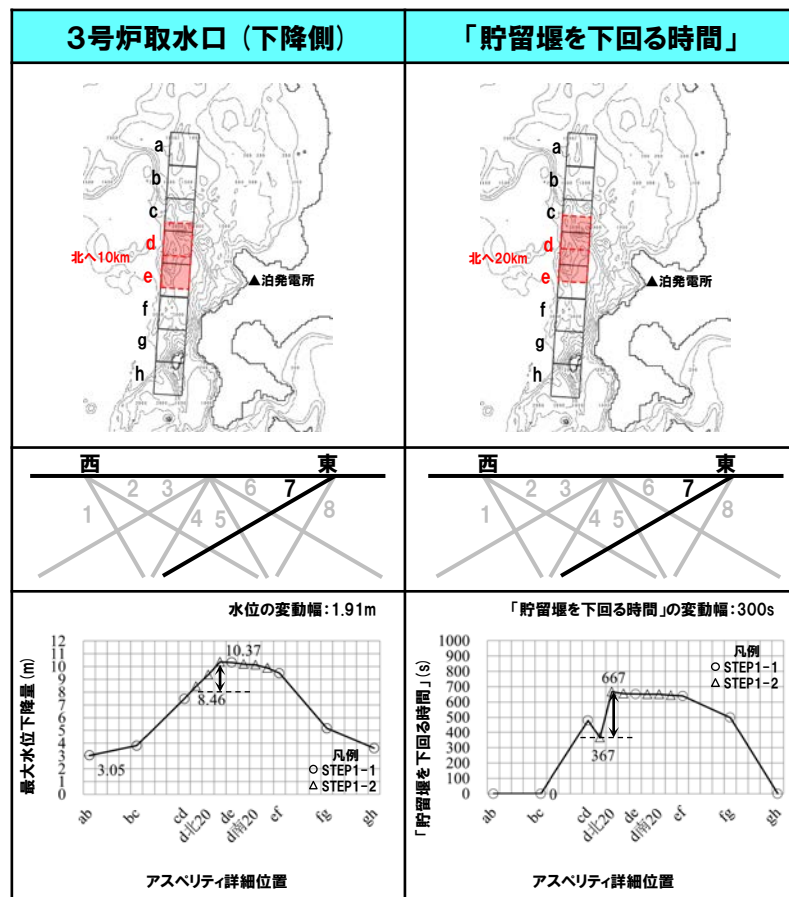 3号炉取水口（下降側）
「貯留堰を下回る時間」
a
b
c
d
e
f
g
h
北へ10km
▲泊発電所
a
b
c
d
e
f
g
h
北へ20km
▲泊発電所
西 東
1 2 3 4 5 6 7 8
西 東
1 2 3 4 5 6 7 8
水位の変動幅：1.91m
最大水位下降量（m）
12
11
10
9
8
7
6
5
4
3
2
1
0
10.37
8.46
3.05
凡例
○ STEP1-1
△ STEP1-2
ab bc cd d北20 de d南20 ef fg gh
アスペリティ詳細位置
「貯留堰を下回る時間」の変動幅：300s
「貯留堰を下回る時間」（s）
1000
900
800
700
600
500
400
300
200
100
0
667
367
0
凡例
○ STEP1-1
△ STEP1-2
ab bc cd d北20 de d南20 ef fg gh
アスペリティ詳細位置